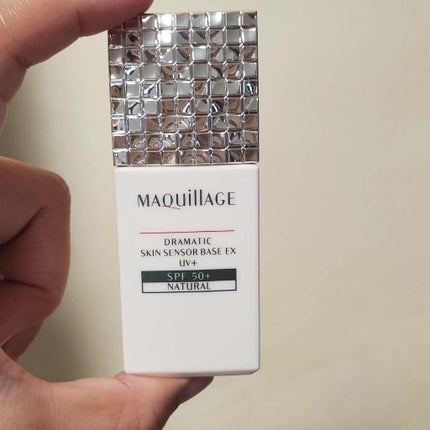 MAQuillAGE
DRAMATIC
SKIN SENSOR BASE EX
UV+
SPF 50+
NATURAL